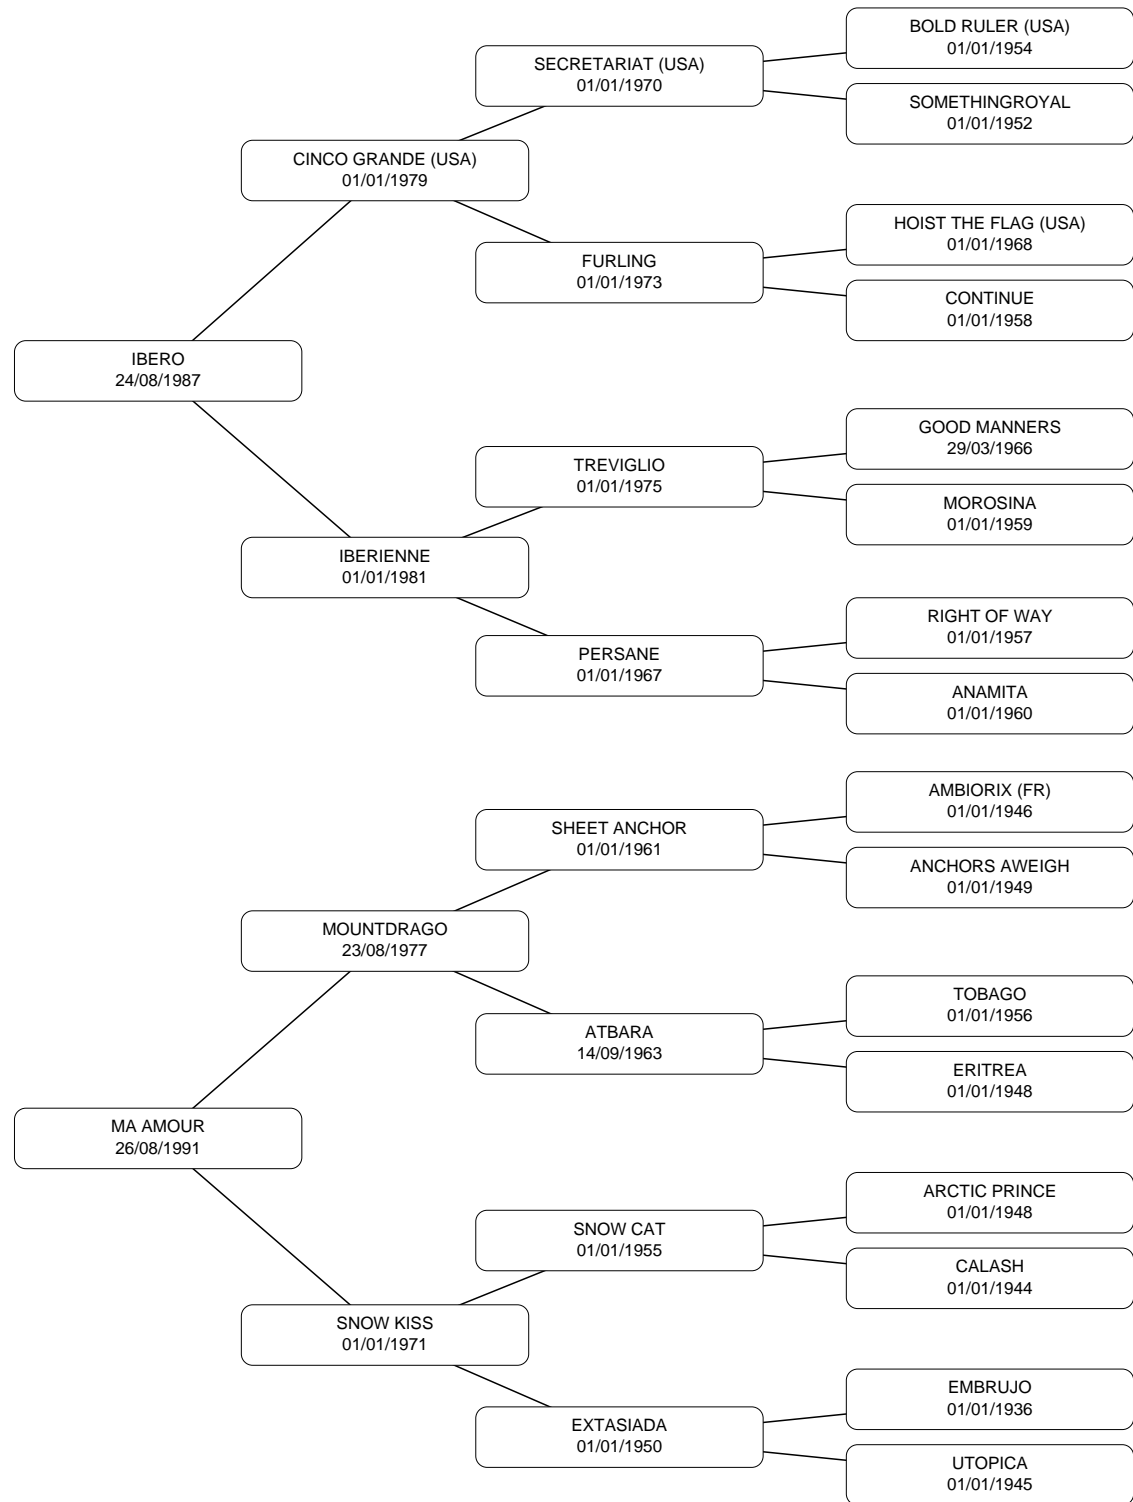 BOLD RULER (USA)
01/01/1954
SECRETARIAT (USA)
01/01/1970
SOMETHINGROYAL
01/01/1952
CINCO GRANDE (USA)
01/01/1979
HOIST THE FLAG (USA)
01/01/1968
FURLING
01/01/1973
CONTINUE
01/01/1958
IBERO
24/08/1987
GOOD MANNERS
29/03/1966
TREVIGLIO
01/01/1975
MOROSINA
01/01/1959
IBERIENNE
01/01/1981
RIGHT OF WAY
01/01/1957
PERSANE
01/01/1967
ANAMITA
01/01/1960
AMBIORIX (FR)
01/01/1946
SHEET ANCHOR
01/01/1961
ANCHORS AWEIGH
01/01/1949
MOUNTDRAGO
23/08/1977
TOBAGO
01/01/1956
ATBARA
14/09/1963
ERITREA
01/01/1948
MA AMOUR
26/08/1991
ARCTIC PRINCE
01/01/1948
SNOW CAT
01/01/1955
CALASH
01/01/1944
SNOW KISS
01/01/1971
EMBRUJO
01/01/1936
EXTASIADA
01/01/1950
UTOPICA
01/01/1945